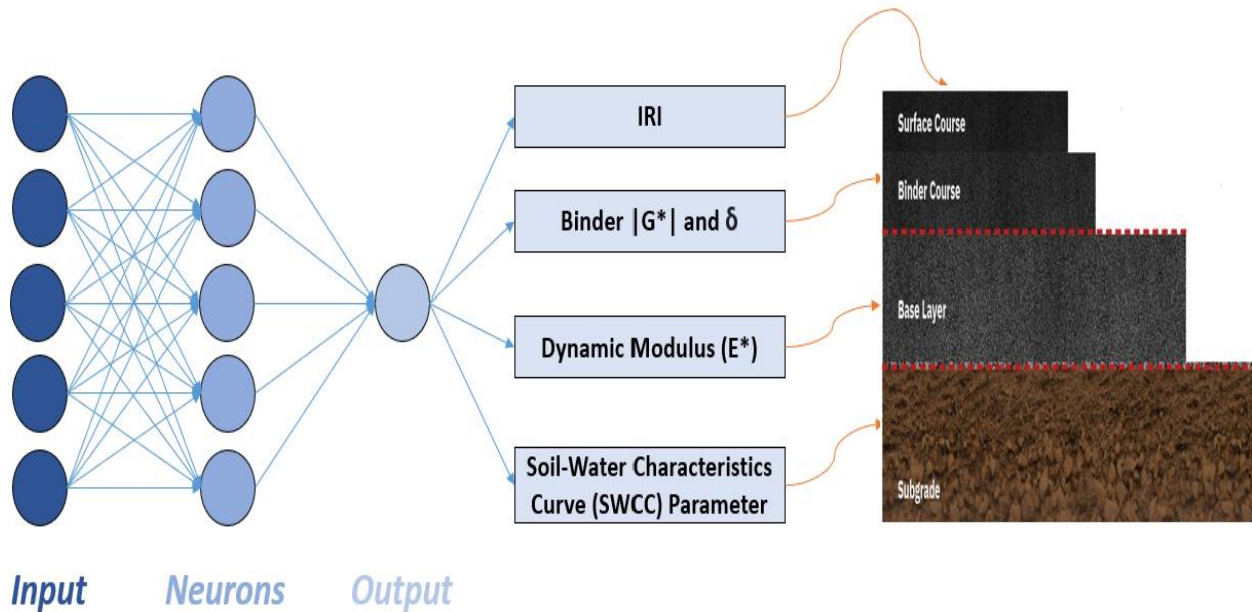 IRI
Binder |G*| and δ
Dynamic Modulus (E*)
Soil-Water Characteristics
Curve (SWCC) Parameter
Surface Course
Binder Course
Base Layer
Subgrade
Input Neurons Output